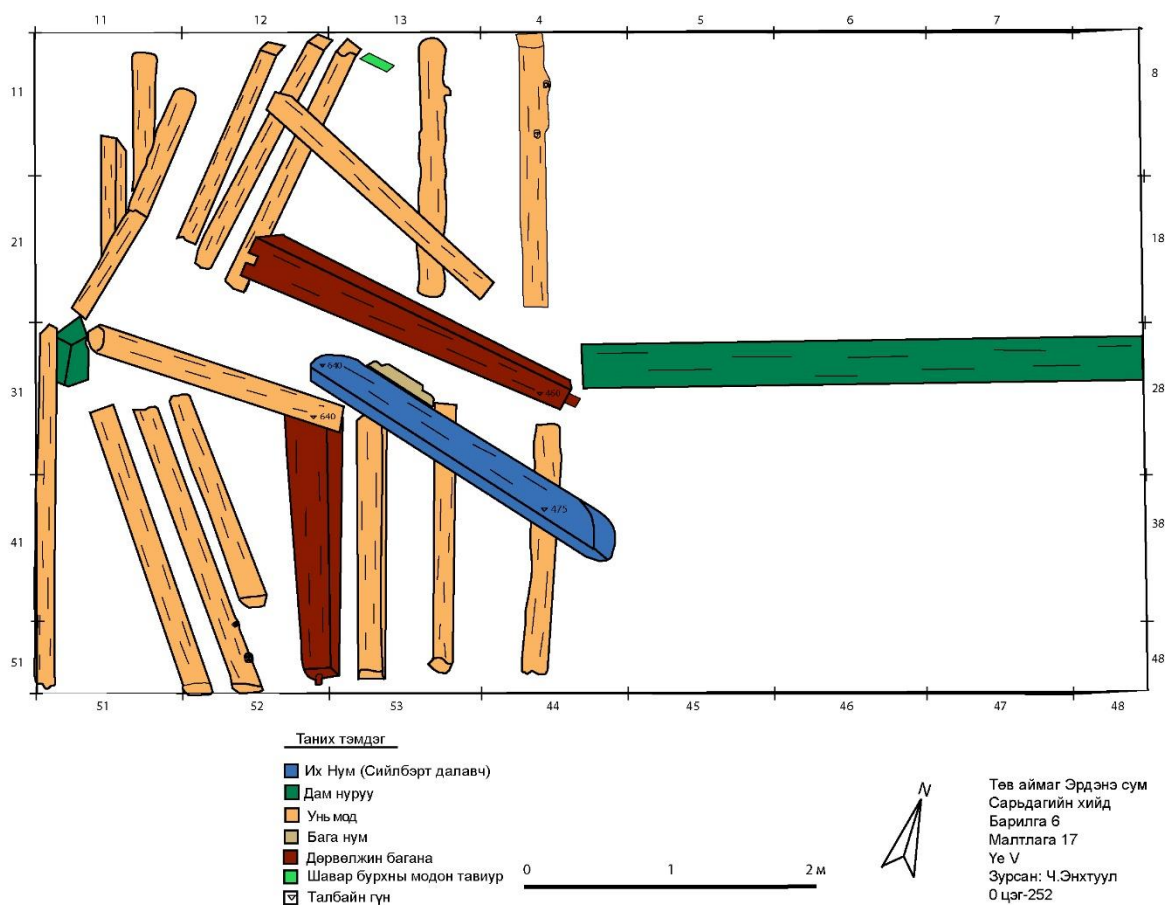 11 12 13 4 5 6 7
11 8
21 18
31 28
41 38
51 48
640
460
640
475
51 52 53 44 45 46 47 48
Таних тэмдэг
Их Нум (Сийлбэрт далавч)
Дам нуруу
Унь мод
Бага нум
Дөрвөлжин багана
Шавар бурхны модон тавиур
Талбайн гүн
0 1 2 м
N
Төв аймаг Эрдэнэ сум
Сарьдагийн хийд
Барилга 6
Малтлага 17
Үе V
Зурсан: Ч.Энхтуул
0 цэг-252